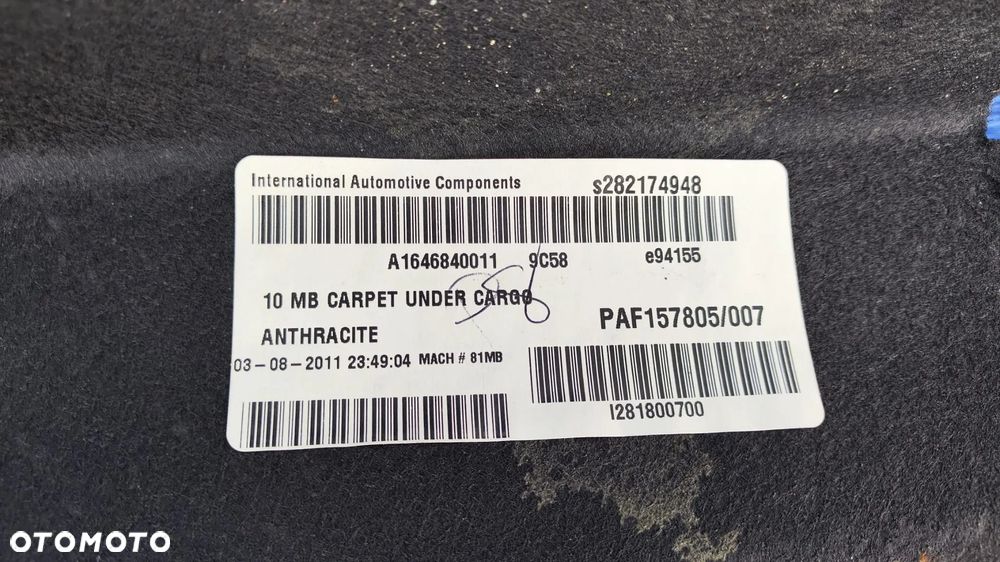 International Automotive Components s282174948
A1646840011 9C58 e94155
10 MB CARPET UNDER CARGO
ANTHRACITE
PAF157805/007
03-08-2011 23:49:04 MACH # 81MB
I281800700
OTOMOTO